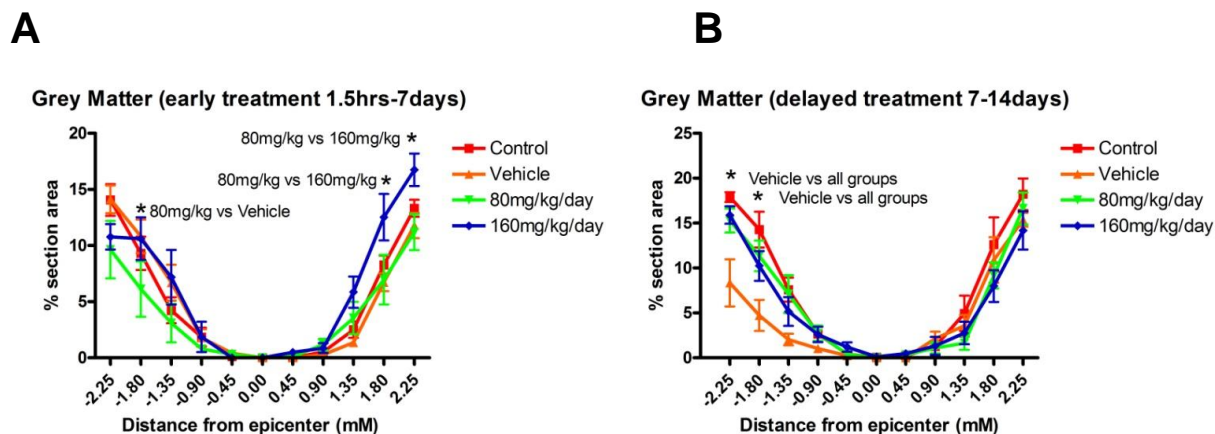 A
B
Grey Matter (early treatment 1.5hrs-7days)
20
15
10
5
0
% section area
80mg/kg vs 160mg/kg *
80mg/kg vs 160mg/kg *
* 80mg/kg vs Vehicle
Control
Vehicle
80mg/kg/day
160mg/kg/day
-2.25 -1.80 -1.35 -0.90 -0.45 0.00 0.45 0.90 1.35 1.80 2.25
Distance from epicenter (mM)
Grey Matter (delayed treatment 7-14days)
25
20
15
10
5
0
% section area
* Vehicle vs all groups
* Vehicle vs all groups
Control
Vehicle
80mg/kg/day
160mg/kg/day
-2.25 -1.80 -1.35 -0.90 -0.45 0.00 0.45 0.90 1.35 1.80 2.25
Distance from epicenter (mM)